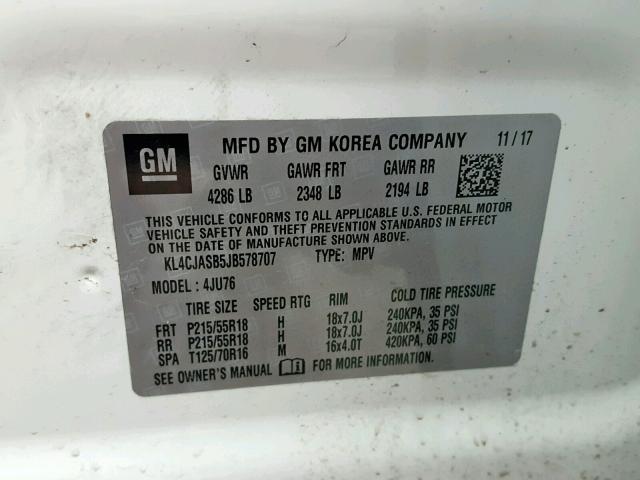 GM MFD BY GM KOREA COMPANY 11/17
GVWR GAWR FRT GAWR RR
4286 LB 2348 LB 2194 LB
THIS VEHICLE CONFORMS TO ALL APPLICABLE U.S. FEDERAL MOTOR
VEHICLE SAFETY AND THEFT PREVENTION STANDARDS IN EFFECT ON
THE DATE OF MANUFACTURE SHOWN ABOVE.
KL4CJASB5JB578707 TYPE: MPV
MODEL : 4JU76
TIRE SIZE SPEED RTG RIM COLD TIRE PRESSURE
FRT P215/55R18 H 18x7.0J 240KPA, 35 PSI
RR P215/55R18 H 18x7.0J 240KPA, 35 PSI
SPA T125/70R16 M 16x4.0T 420KPA, 60 PSI
SEE OWNER'S MANUAL FOR MORE INFORMATION.